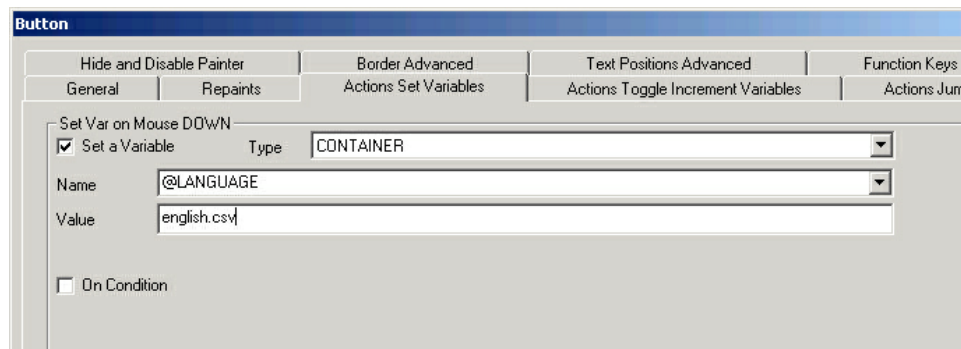 Button
Hide and Disable Painter Border Advanced Text Positions Advanced Function Keys
General Repaints Actions Set Variables Actions Toggle Increment Variables Actions Jum
Set Var on Mouse DOWN
Set a Variable Type CONTAINER
Name @LANGUAGE
Value english.csv
On Condition